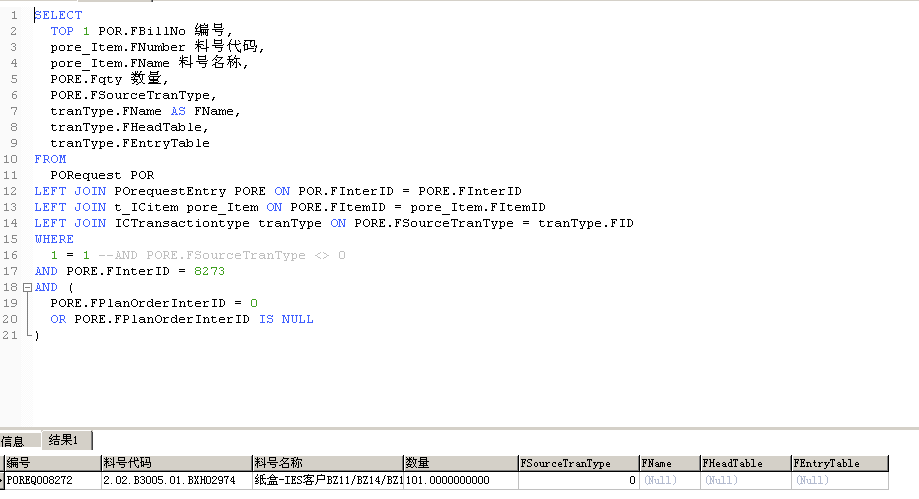 1 SELECT
2 TOP 1 POR.FBillNo 编号,
3 pore_Item.FNumber 料号代码,
4 pore_Item.FName 料号名称,
5 PORE.Fqty 数量,
6 PORE.FSourceTranType,
7 tranType.FName AS FName,
8 tranType.FHeadTable,
9 tranType.FEntryTable
10 FROM
11 PORequest POR
12 LEFT JOIN POrequestEntry PORE ON POR.FInterID = PORE.FInterID
13 LEFT JOIN t_ICitem pore_Item ON PORE.FItemID = pore_Item.FItemID
14 LEFT JOIN ICTransactiontype tranType ON PORE.FSourceTranType = tranType.FID
15 WHERE
16 1 = 1 --AND PORE.FSourceTranType <> 0
17 AND PORE.FInterID = 8273
18 AND (
19 PORE.FPlanOrderInterID = 0
20 OR PORE.FPlanOrderInterID IS NULL
21 )
信息 结果1
编号 料号代码 料号名称 数量 FSourceTranType FName FHeadTable FEntryTable
POREQ008272 2.02.B3005.01.BXH02974 纸盒-IES客户BZ11/BZ14/BZ1 101.0000000000 0 (Null) (Null) (Null)